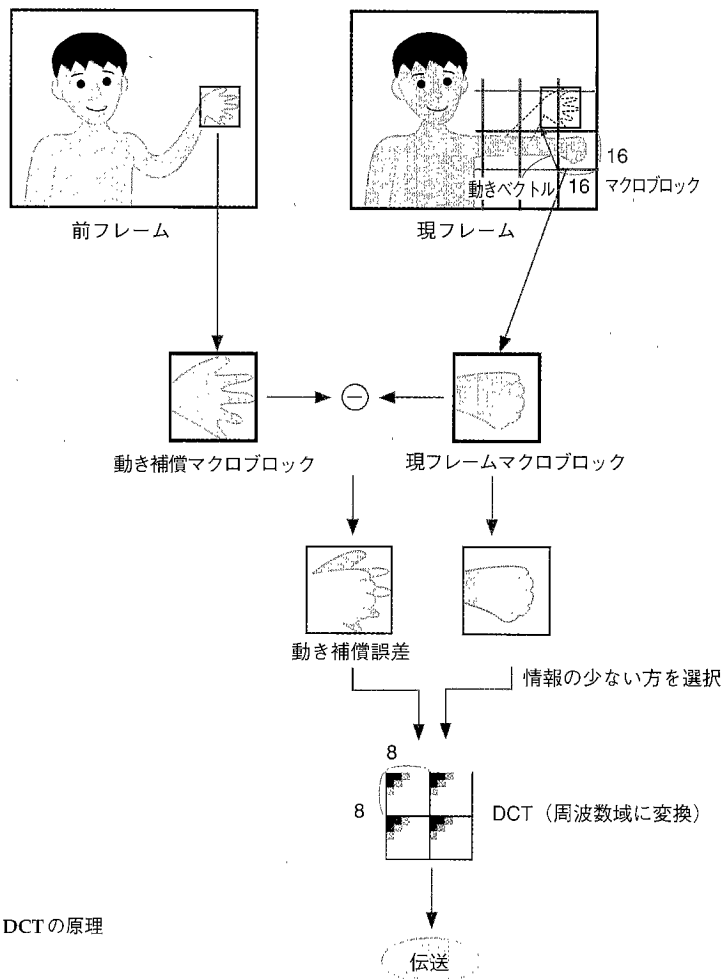 前フレーム
現フレーム
動きベクトル
16
16
マクロブロック
動き補償マクロブロック
現フレームマクロブロック
動き補償誤差
情報の少ない方を選択
8
8
DCT（周波数域に変換）
DCTの原理
伝送